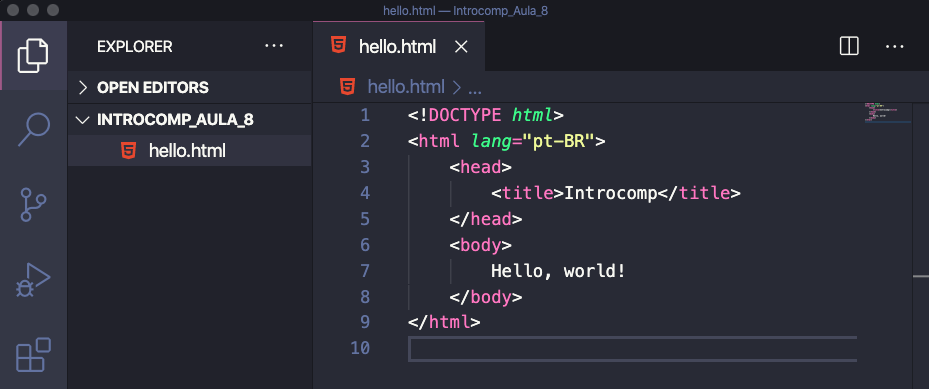 hello.html — Introcomp_Aula_8
EXPLORER ...
OPEN EDITORS
INTROCOMP_AULA_8
hello.html
hello.html
hello.html > ...
1 <!DOCTYPE html>
2 <html lang="pt-BR">
3 <head>
4 <title>Introcomp</title>
5 </head>
6 <body>
7 Hello, world!
8 </body>
9 </html>
10